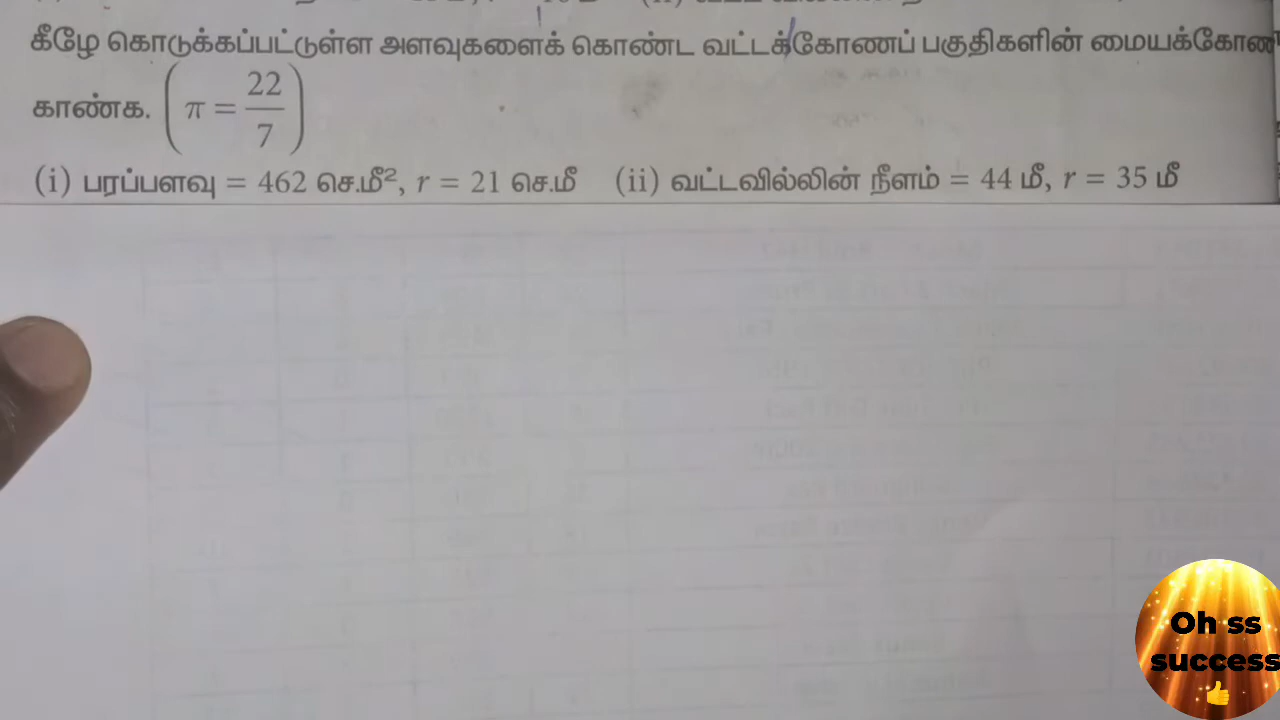 கீழே கொடுக்கப்பட்டுள்ள அளவுகளைக் கொண்ட வட்டக்கோணப் பகுதிகளின் மையக்கோண
காண்க. (π = 22/7)
(i) பரப்பளவு = 462 செ.மீ², r = 21 செ.மீ (ii) வட்டவில்லின் நீளம் = 44 மீ, r = 35 மீ
Oh ss
success
👍